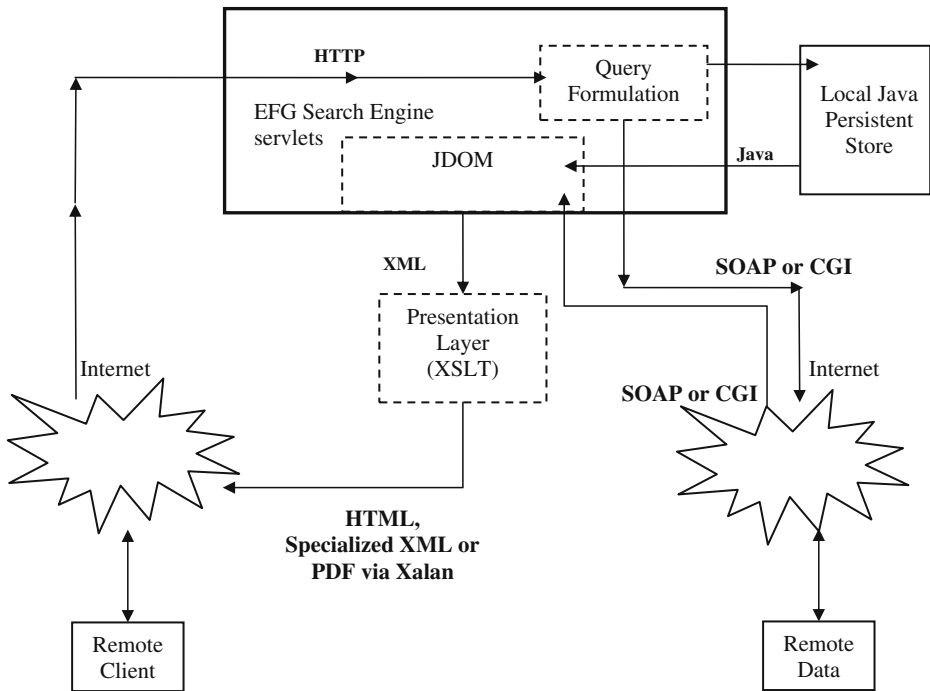 HTTP
Query
Formulation
EFG Search Engine
servlets
JDOM
Local Java
Persistent
Store
Java
XML
SOAP or CGI
Presentation
Layer
(XSLT)
Internet
Internet
SOAP or CGI
HTML,
Specialized XML or
PDF via Xalan
Remote
Client
Remote
Data